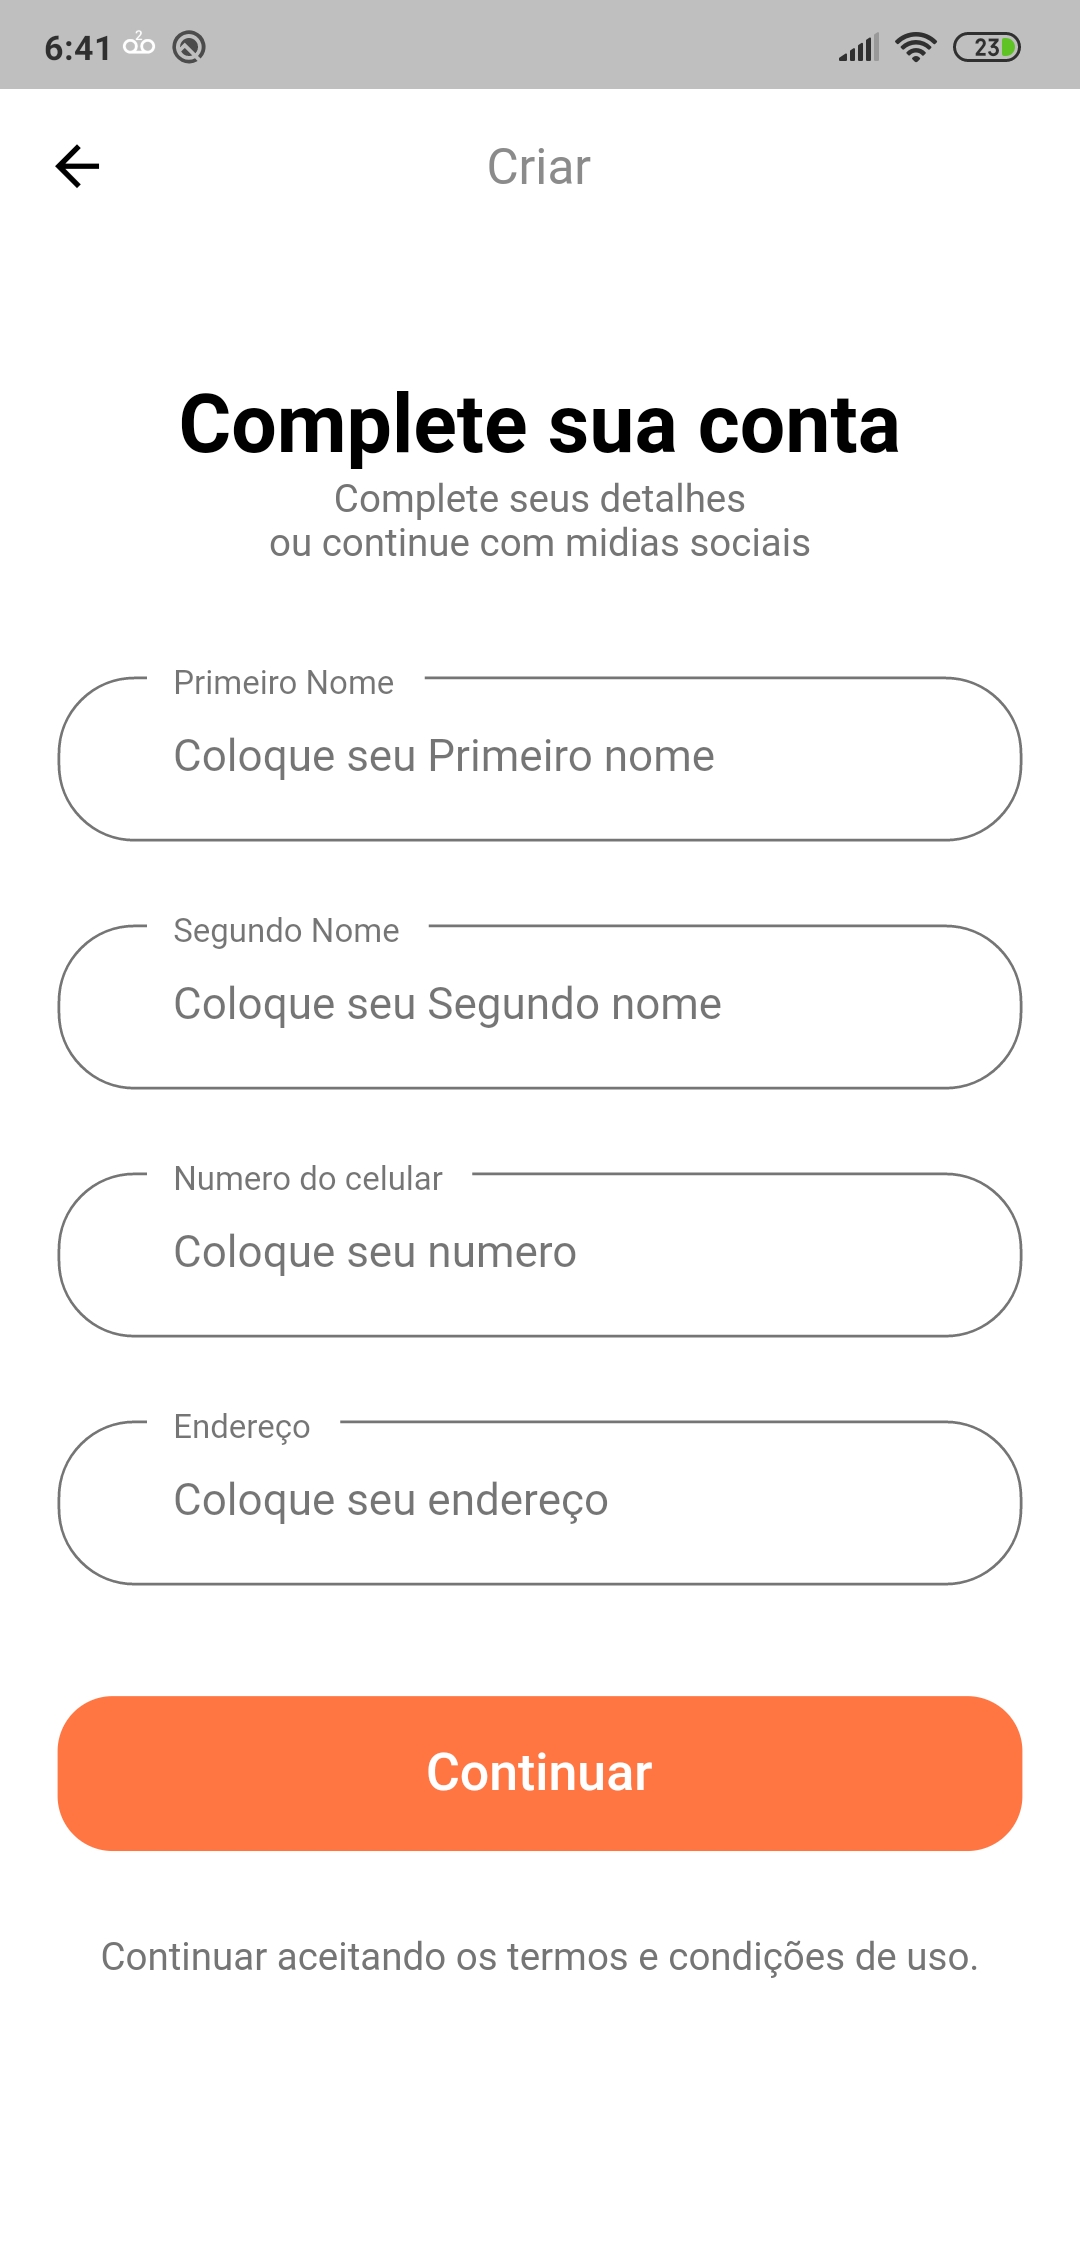 6:41
2
23
Criar
Complete sua conta
Complete seus detalhes
ou continue com midias sociais
Primeiro Nome
Coloque seu Primeiro nome
Segundo Nome
Coloque seu Segundo nome
Numero do celular
Coloque seu numero
Endereço
Coloque seu endereço
Continuar
Continuar aceitando os termos e condições de uso.